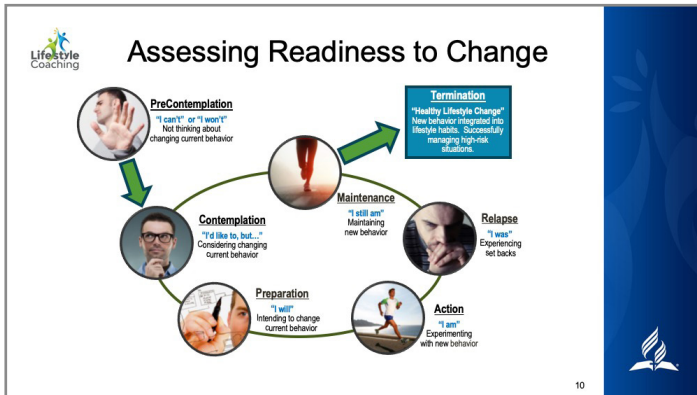 Lifestyle
Coaching
Assessing Readiness to Change
PreContemplation
"I can't" or "I won't"
Not thinking about
changing current behavior
Termination
"Healthy Lifestyle Change"
New behavior integrated into
lifestyle habits. Successfully
managing high-risk
situations.
Maintenance
"I still am"
Maintaining
new behavior
Contemplation
"I'd like to, but..."
Considering changing
current behavior
Relapse
"I was"
Experiencing
set backs
Preparation
"I will"
Intending to change
current behavior
Action
"I am"
Experimenting
with new behavior
10